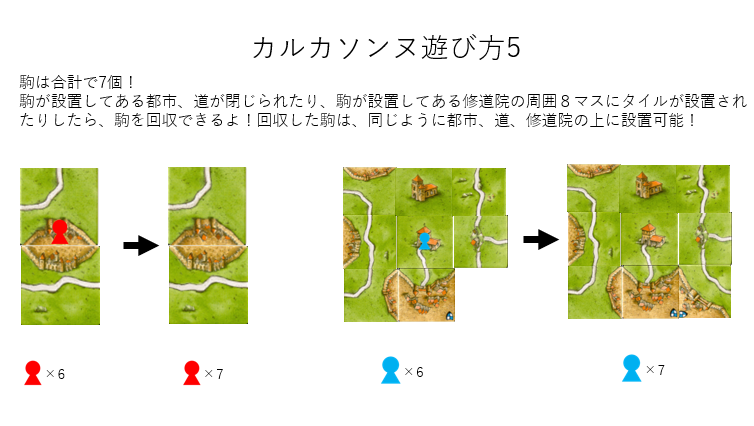 カルカソンヌ遊び方5
駒は合計で7個！
駒が設置してある都市、道が閉じられたり、駒が設置してある修道院の周囲８マスにタイルが設置され
たりしたら、駒を回収できるよ！回収した駒は、同じように都市、道、修道院の上に設置可能！
×6
×7
×6
×7